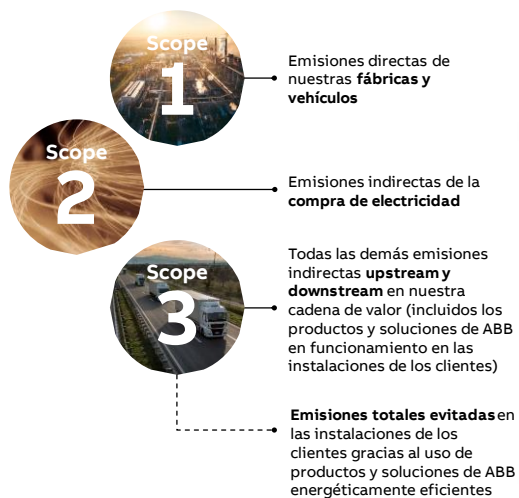 Scope
1
Emisiones directas de
nuestras fábricas y
vehículos
Scope
2
Emisiones indirectas de la
compra de electricidad
Scope
3
Todas las demás emisiones
indirectas upstream y
downstream en nuestra
cadena de valor (incluidos los
productos y soluciones de ABB
en funcionamiento en las
instalaciones de los clientes)
Emisiones totales evitadas en
las instalaciones de los
clientes gracias al uso de
productos y soluciones de ABB
energéticamente eficientes